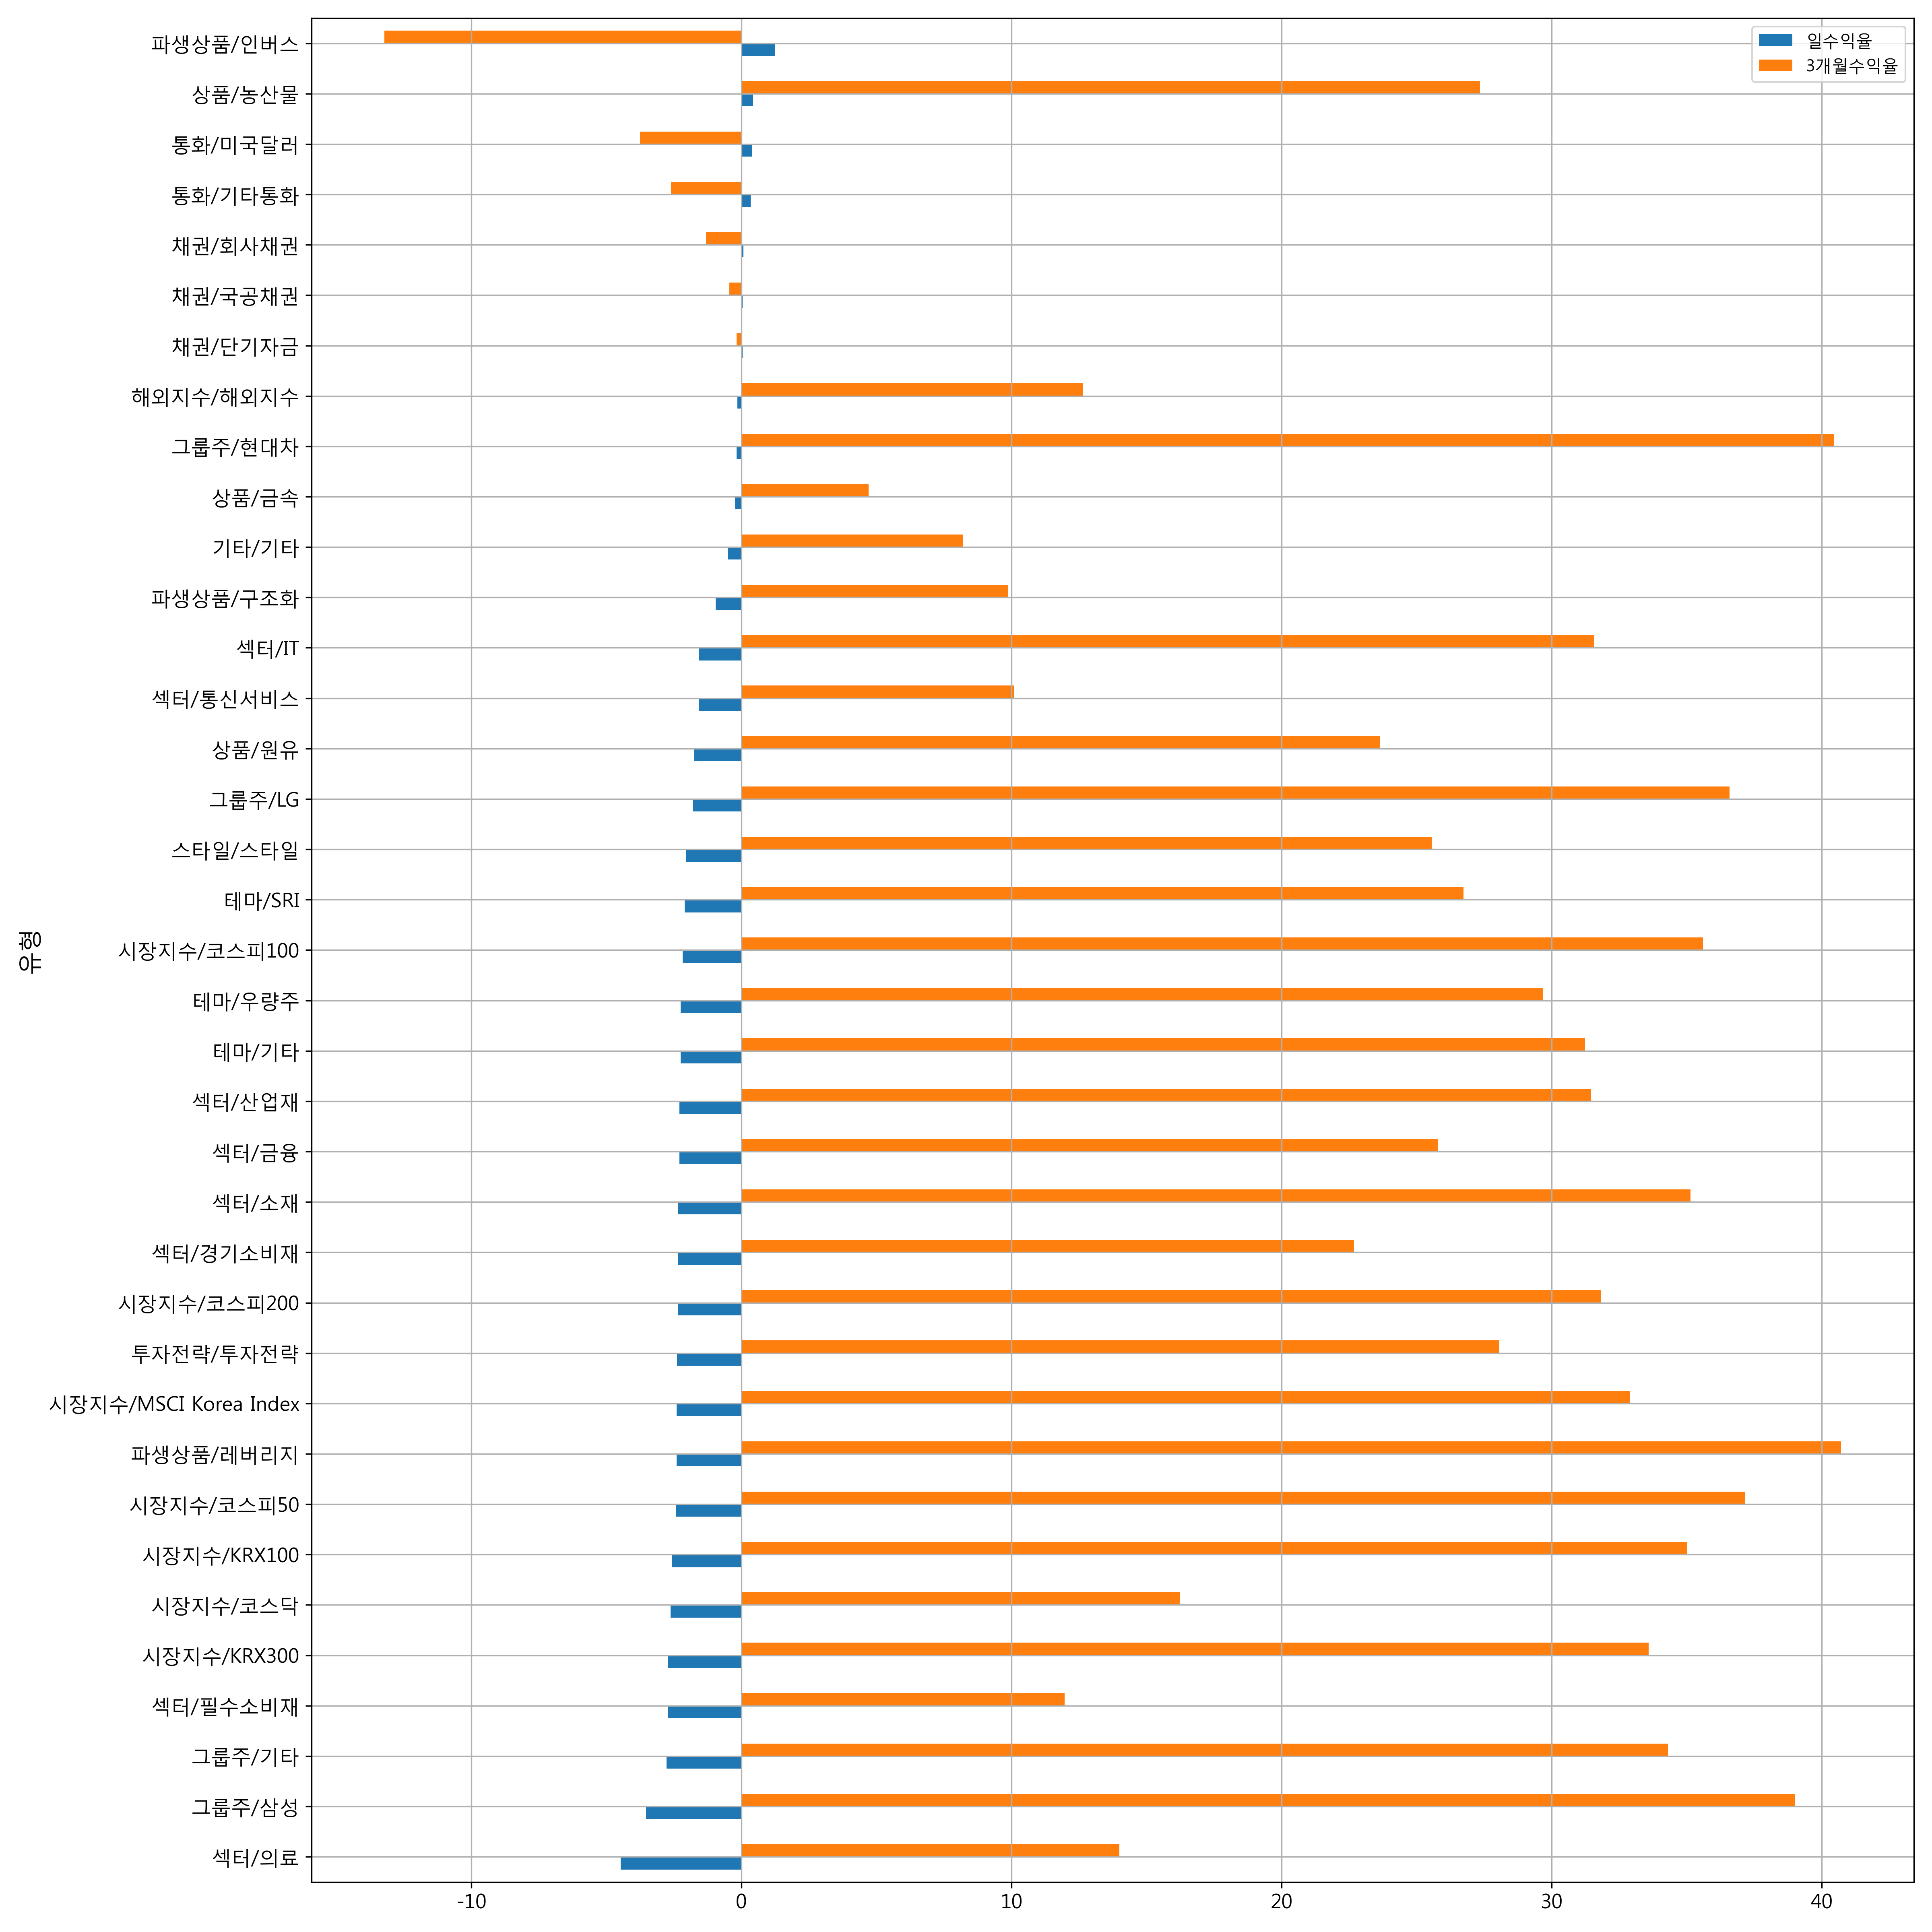 일수익율
3개월수익율
파생상품/인버스
상품/농산물
통화/미국달러
통화/기타통화
채권/회사채권
채권/국공채권
채권/단기자금
해외지수/해외지수
그룹주/현대차
상품/금속
기타/기타
파생상품/구조화
섹터/IT
섹터/통신서비스
상품/원유
그룹주/LG
스타일/스타일
테마/SRI
시장지수/코스피100
테마/우량주
테마/기타
섹터/산업재
섹터/금융
섹터/소재
섹터/경기소비재
시장지수/코스피200
투자전략/투자전략
시장지수/MSCI Korea Index
파생상품/레버리지
시장지수/코스피50
시장지수/KRX100
시장지수/코스닥
시장지수/KRX300
섹터/필수소비재
그룹주/기타
그룹주/삼성
섹터/의료
유형
-10 0 10 20 30 40